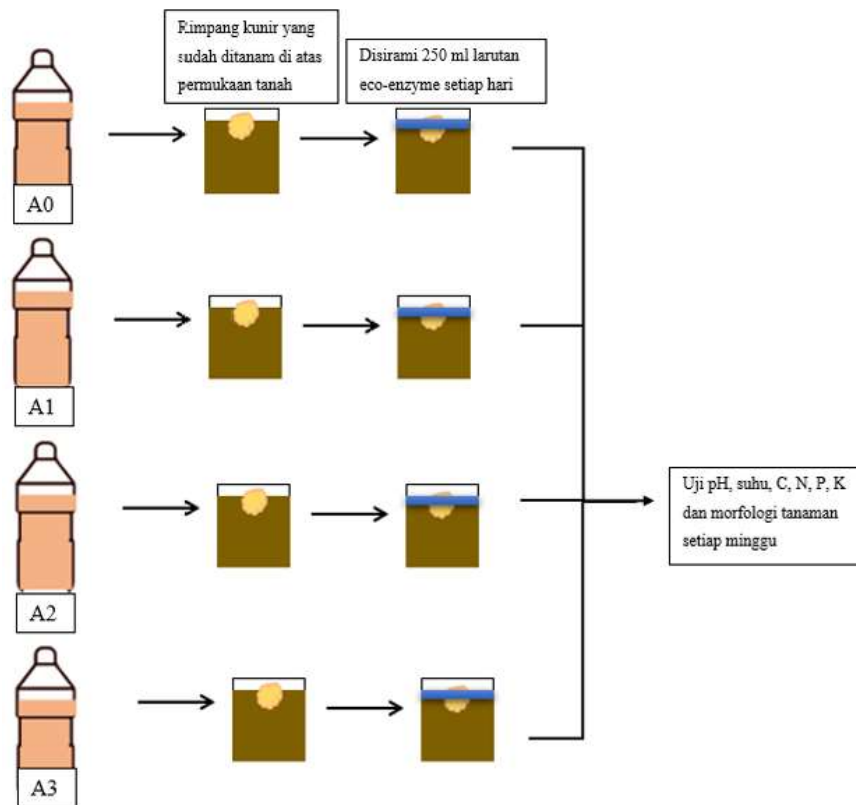 Rimpang kunir yang
sudah ditanam di atas
permukaan tanah
Disirami 250 ml larutan
eco-enzyme setiap hari
A0
A1
A2
A3
Uji pH, suhu, C, N, P, K
dan morfologi tanaman
setiap minggu